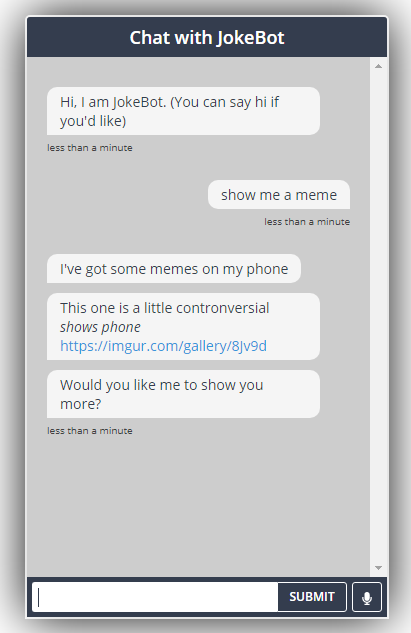 Chat with JokeBot
Hi, I am JokeBot. (You can say hi if
you'd like)
less than a minute
show me a meme
less than a minute
I've got some memes on my phone
This one is a little contronversial
shows phone
https://imgur.com/gallery/8Jv9d
Would you like me to show you
more?
less than a minute
SUBMIT